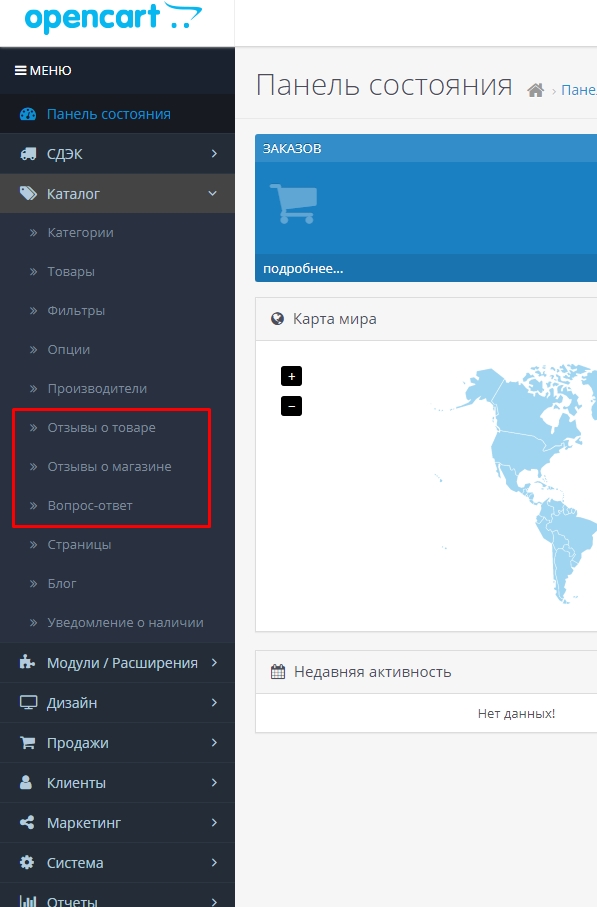 opencart
МЕНЮ
Панель состояния
СДЭК
Каталог
Категории
Товары
Фильтры
Опции
Производители
Отзывы о товаре
Отзывы о магазине
Вопрос-ответ
Страницы
Блог
Уведомление о наличии
Модули / Расширения
Дизайн
Продажи
Клиенты
Маркетинг
Система
Отчеты
Панель состояния
› Пане
ЗАКАЗОВ
подробнее...
Карта мира
+
−
Недавняя активность
Нет данных!